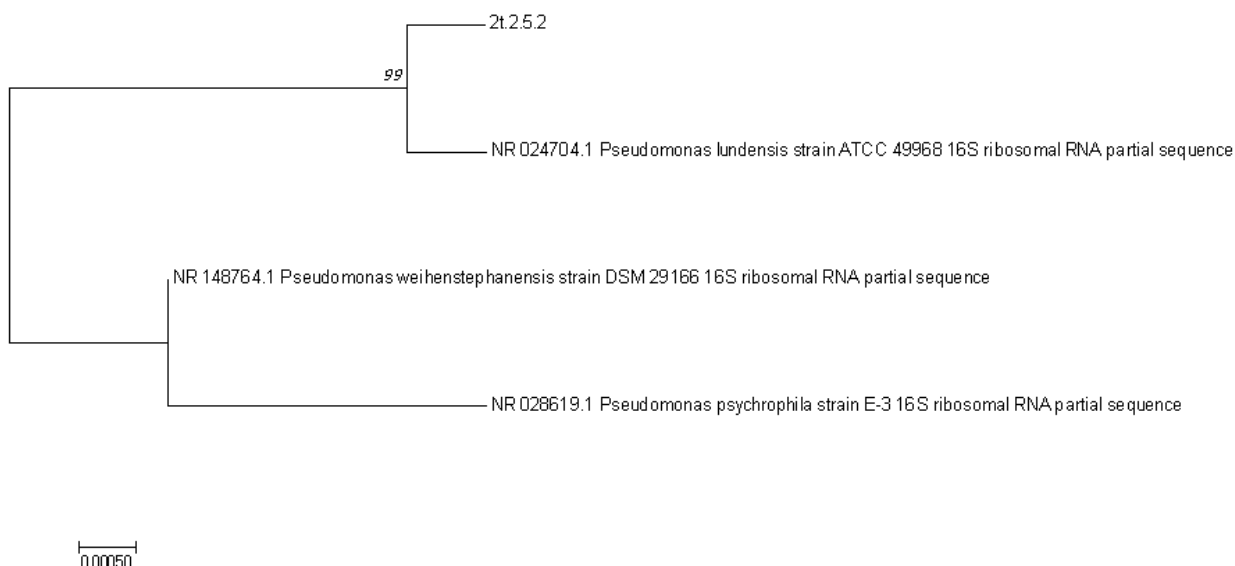 2t.2.5.2
99
NR 024704.1 Pseudomonas lundensis strain ATCC 49968 16S ribosomal RNA partial sequence
NR 148764.1 Pseudomonas weihenstephanensis strain DSM 29166 16S ribosomal RNA partial sequence
NR 028619.1 Pseudomonas psychrophila strain E-3 16S ribosomal RNA partial sequence
0.00050